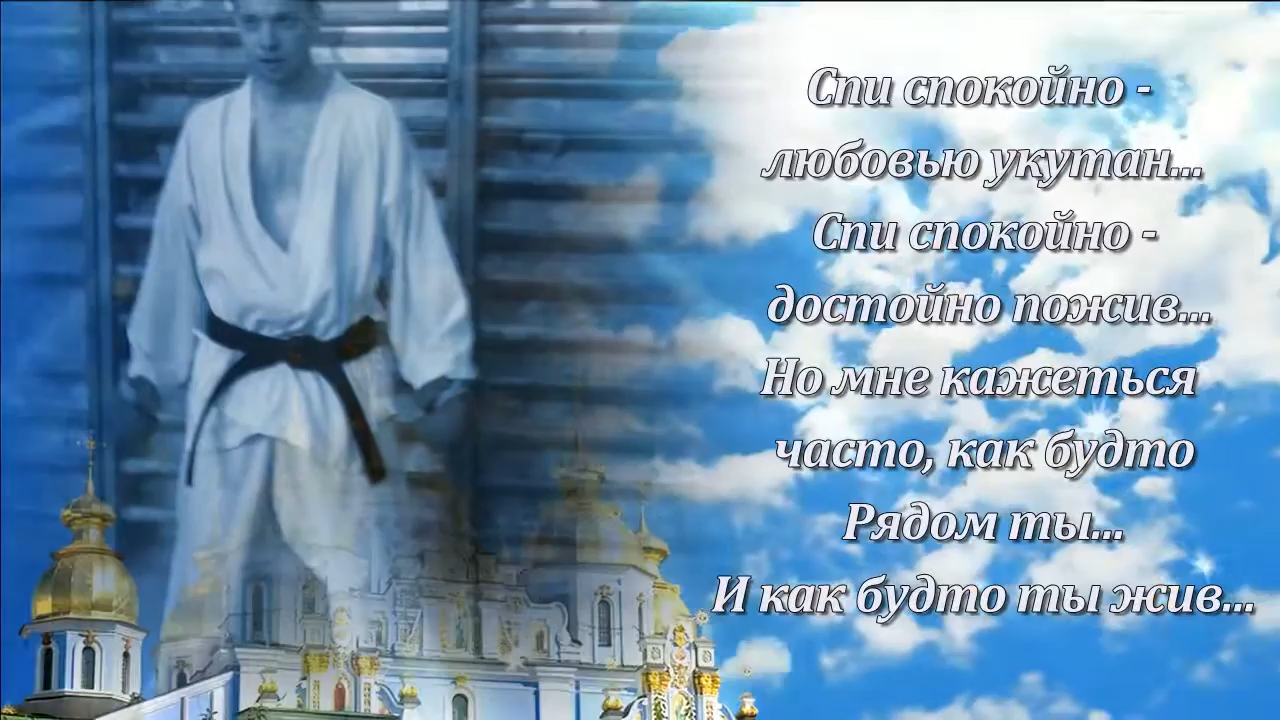 Спи спокойно -
любовью укутан...
Спи спокойно -
достойно пожив...
Но мне кажеться
часто, как будто
Рядом ты...
И как будто ты жив...